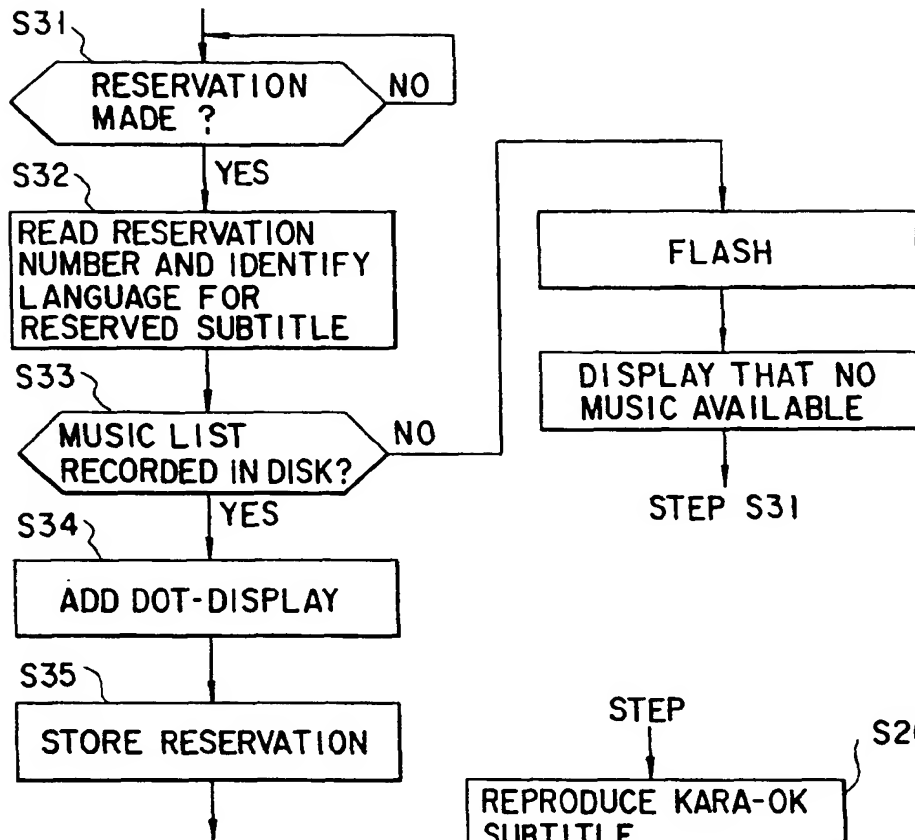 S31
RESERVATION
MADE ?
NO
YES
S32
READ RESERVATION
NUMBER AND IDENTIFY
LANGUAGE FOR
RESERVED SUBTITLE
S33
MUSIC LIST
RECORDED IN DISK?
NO
YES
S34
ADD DOT-DISPLAY
S35
STORE RESERVATION
FLASH
DISPLAY THAT NO
MUSIC AVAILABLE
STEP S31
STEP
REPRODUCE KARA-OK
SUBTITLE